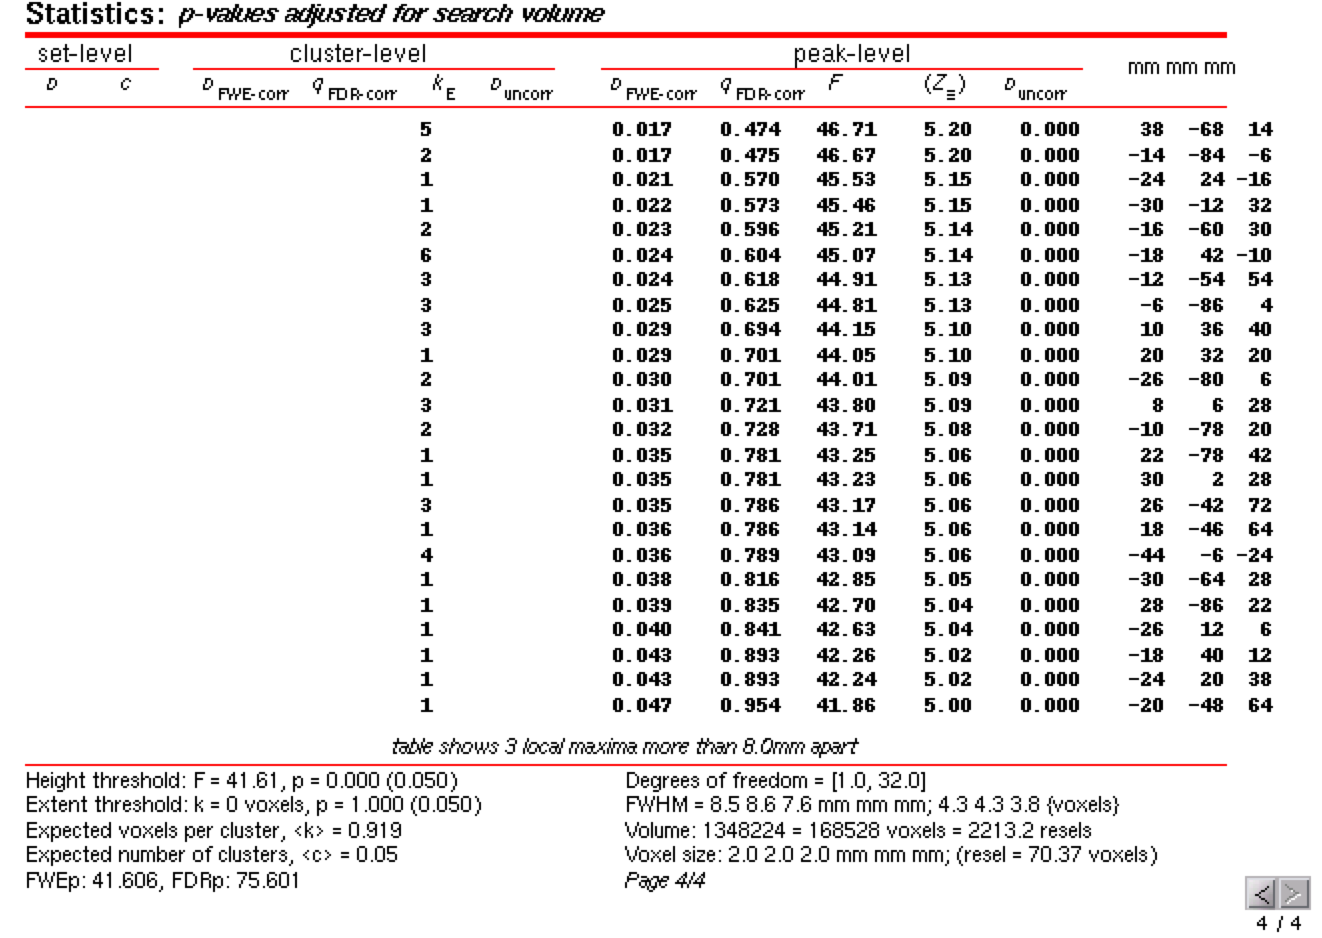 Statistics: p-values adjusted for search volume
set-level cluster-level peak-level mm mm mm
p c p FWE-corr q FDR-corr k E p uncorr p FWE-corr q FDR-corr F (Z≡) p uncorr
5 0.017 0.474 46.71 5.20 0.000 38 -68 14
2 0.017 0.475 46.67 5.20 0.000 -14 -84 -6
1 0.021 0.570 45.53 5.15 0.000 -24 24 -16
1 0.022 0.573 45.46 5.15 0.000 -30 -12 32
2 0.023 0.596 45.21 5.14 0.000 -16 -60 30
6 0.024 0.604 45.07 5.14 0.000 -18 42 -10
3 0.024 0.618 44.91 5.13 0.000 -12 -54 54
3 0.025 0.625 44.81 5.13 0.000 -6 -86 4
3 0.029 0.694 44.15 5.10 0.000 10 36 40
1 0.029 0.701 44.05 5.10 0.000 20 32 20
2 0.030 0.701 44.01 5.09 0.000 -26 -80 6
3 0.031 0.721 43.80 5.09 0.000 8 6 28
2 0.032 0.728 43.71 5.08 0.000 -10 -78 20
1 0.035 0.781 43.25 5.06 0.000 22 -78 42
1 0.035 0.781 43.23 5.06 0.000 30 2 28
3 0.035 0.786 43.17 5.06 0.000 26 -42 72
1 0.036 0.786 43.14 5.06 0.000 18 -46 64
4 0.036 0.789 43.09 5.06 0.000 -44 -6 -24
1 0.038 0.816 42.85 5.05 0.000 -30 -64 28
1 0.039 0.835 42.70 5.04 0.000 28 -86 22
1 0.040 0.841 42.63 5.04 0.000 -26 12 6
1 0.043 0.893 42.26 5.02 0.000 -18 40 12
1 0.043 0.893 42.24 5.02 0.000 -24 20 38
1 0.047 0.954 41.86 5.00 0.000 -20 -48 64
table shows 3 local maxima more than 8.0mm apart
Height threshold: F = 41.61, p = 0.000 (0.050) Degrees of freedom = [1.0, 32.0]
Extent threshold: k = 0 voxels, p = 1.000 (0.050) FWHM = 8.5 8.6 7.6 mm mm mm; 4.3 4.3 3.8 {voxels}
Expected voxels per cluster, <k> = 0.919 Volume: 1348224 = 168528 voxels = 2213.2 resels
Expected number of clusters, <c> = 0.05 Voxel size: 2.0 2.0 2.0 mm mm mm; (resel = 70.37 voxels)
FWEp: 41.606, FDRp: 75.601 Page 4/4
< >
4 / 4